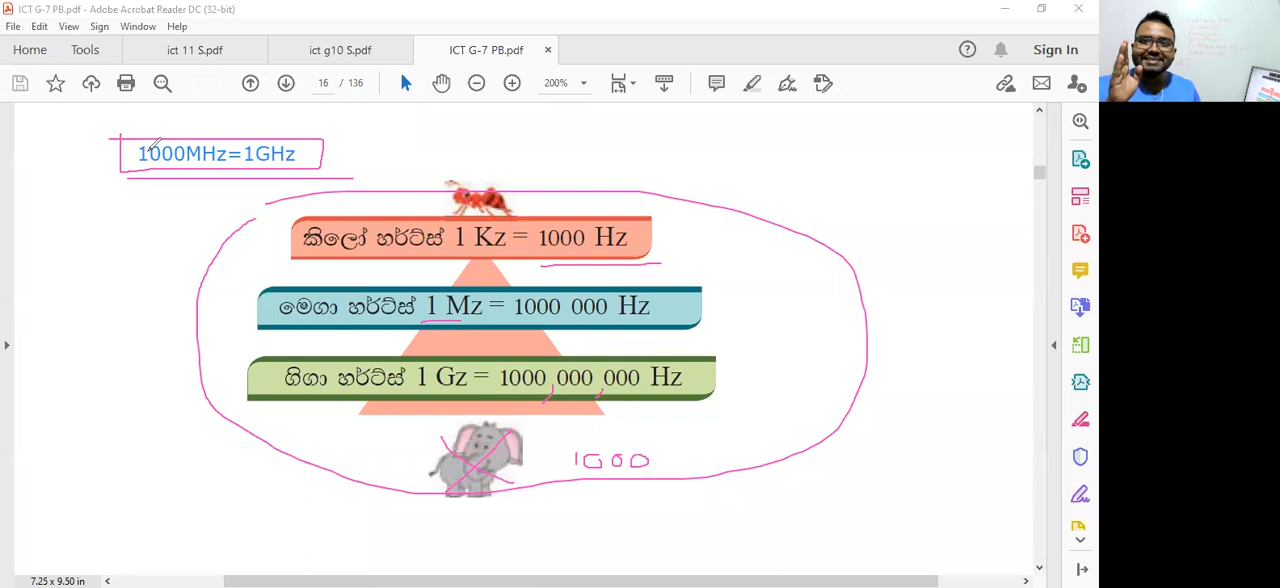 ICT G-7 PB.pdf - Adobe Acrobat Reader DC (32-bit)
File Edit View Sign Window Help
Home Tools ict 11 S.pdf ict g10 S.pdf ICT G-7 PB.pdf × Sign In
16 / 136 200%
1000MHz=1GHz
කිලෝ හර්ට්ස් 1 Kz = 1000 Hz
මෙගා හර්ට්ස් 1 Mz = 1000 000 Hz
ගිගා හර්ට්ස් 1 Gz = 1000 000 000 Hz
1000
7.25 x 9.50 in